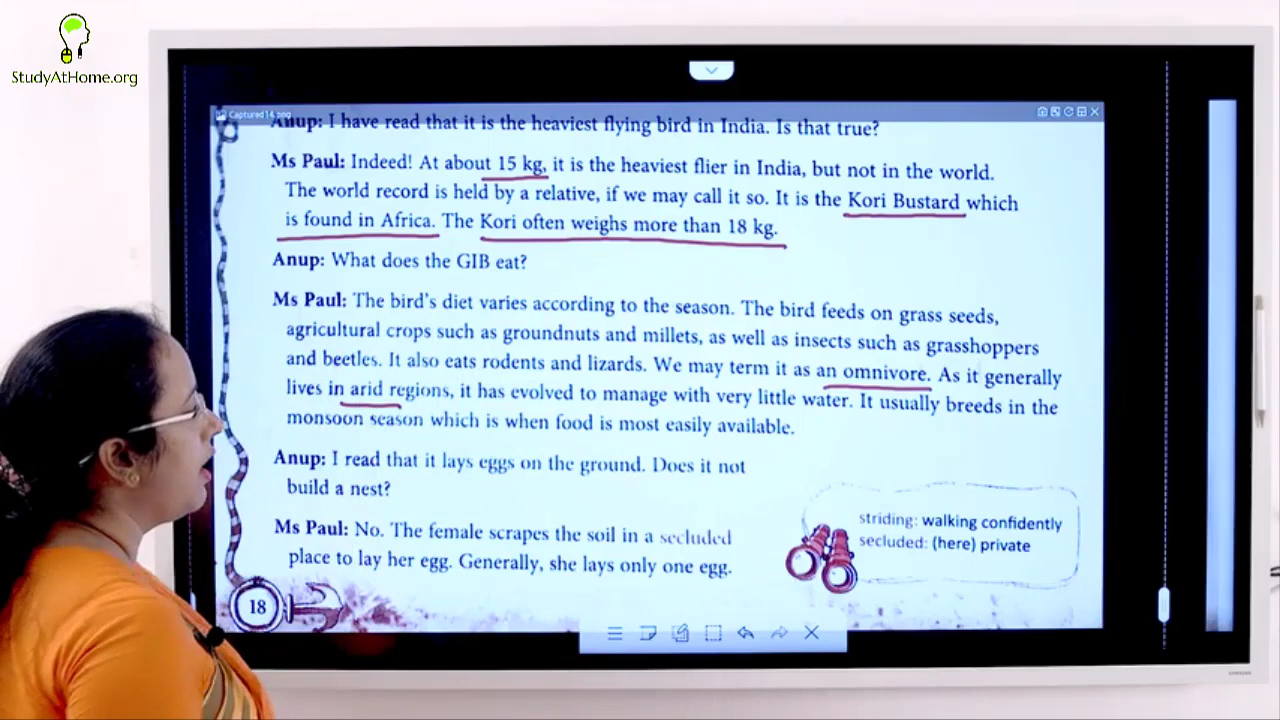 StudyAtHome.org
Captured14.png
Anup: I have read that it is the heaviest flying bird in India. Is that true?
Ms Paul: Indeed! At about 15 kg, it is the heaviest flier in India, but not in the world.
The world record is held by a relative, if we may call it so. It is the Kori Bustard which
is found in Africa. The Kori often weighs more than 18 kg.
Anup: What does the GIB eat?
Ms Paul: The bird's diet varies according to the season. The bird feeds on grass seeds,
agricultural crops such as groundnuts and millets, as well as insects such as grasshoppers
and beetles. It also eats rodents and lizards. We may term it as an omnivore. As it generally
lives in arid regions, it has evolved to manage with very little water. It usually breeds in the
monsoon season which is when food is most easily available.
Anup: I read that it lays eggs on the ground. Does it not
build a nest?
Ms Paul: No. The female scrapes the soil in a secluded
place to lay her egg. Generally, she lays only one egg.
striding: walking confidently
secluded: (here) private
18
SAMSUNG